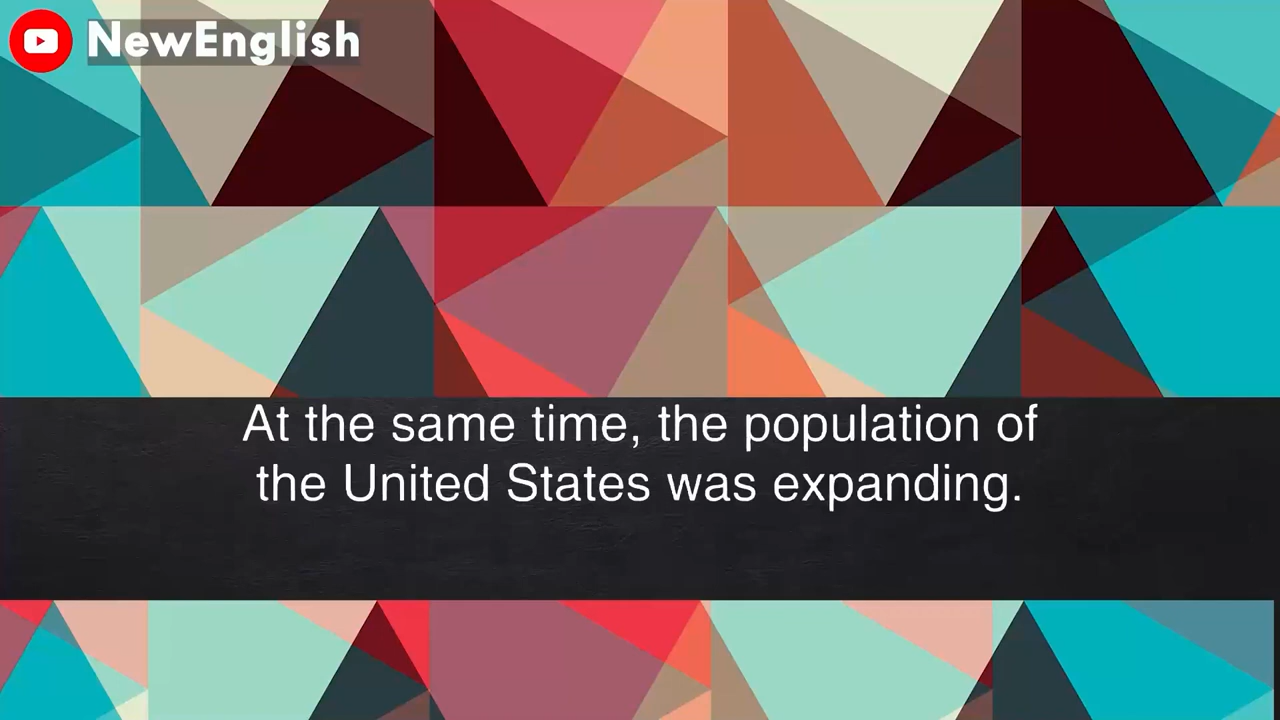 NewEnglish
At the same time, the population of
the United States was expanding.